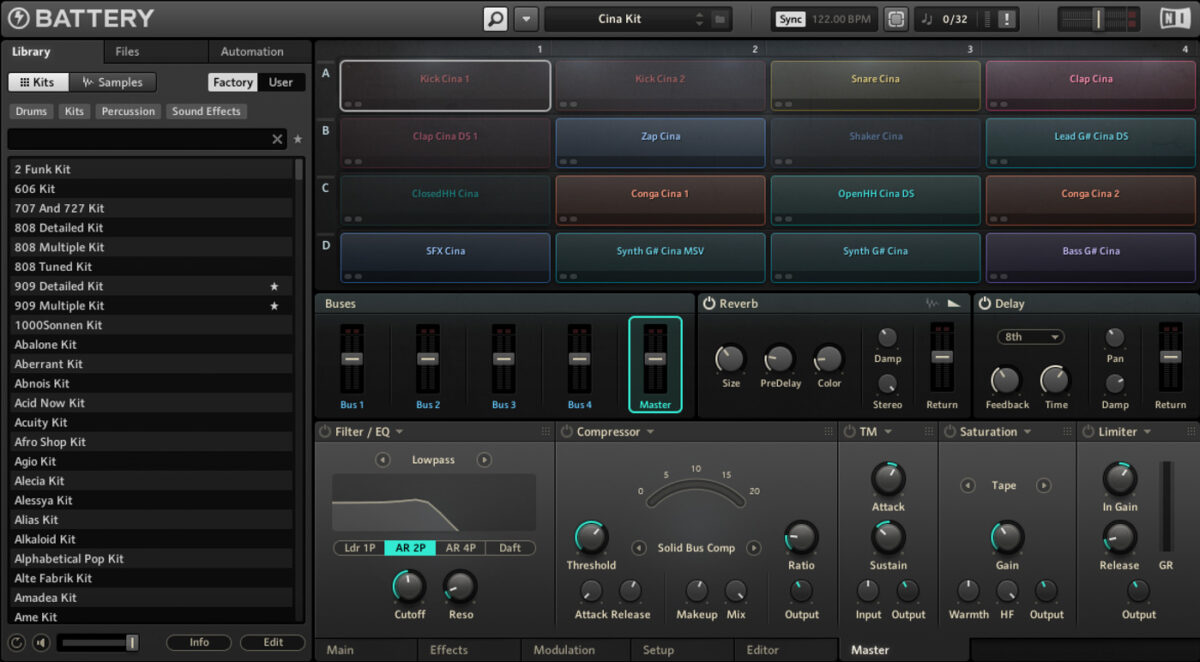 BATTERY
Cina Kit
Sync 122.00 BPM
0/32
!
NI
Library Files Automation
Kits Samples Factory User
Drums Kits Percussion Sound Effects
2 Funk Kit
606 Kit
707 And 727 Kit
808 Detailed Kit
808 Multiple Kit
808 Tuned Kit
909 Detailed Kit
909 Multiple Kit
1000Sonnen Kit
Abalone Kit
Aberrant Kit
Abnois Kit
Acid Now Kit
Acuity Kit
Afro Shop Kit
Agio Kit
Alecia Kit
Alessya Kit
Alias Kit
Alkaloid Kit
Alphabetical Pop Kit
Alte Fabrik Kit
Amadea Kit
Ame Kit
Info Edit
1 2 3 4
A Kick Cina 1 Kick Cina 2 Snare Cina Clap Cina
B Clap Cina DS 1 Zap Cina Shaker Cina Lead G# Cina DS
C ClosedHH Cina Conga Cina 1 OpenHH Cina DS Conga Cina 2
D SFX Cina Synth G# Cina MSV Synth G# Cina Bass G# Cina
Buses
Bus 1 Bus 2 Bus 3 Bus 4 Master
Reverb
Size PreDelay Color
Damp
Stereo Return
Delay
8th
Pan
Feedback Time Damp Return
Filter / EQ
Lowpass
Ldr 1P AR 2P AR 4P Daft
Cutoff Reso
Compressor
0 5 10 15 20
Threshold Solid Bus Comp Ratio
Attack Release Makeup Mix Output
TM
Attack
Sustain
Input Output
Saturation
Tape
Gain
Warmth HF Output
Limiter
In Gain
Release GR
Output
Main Effects Modulation Setup Editor Master